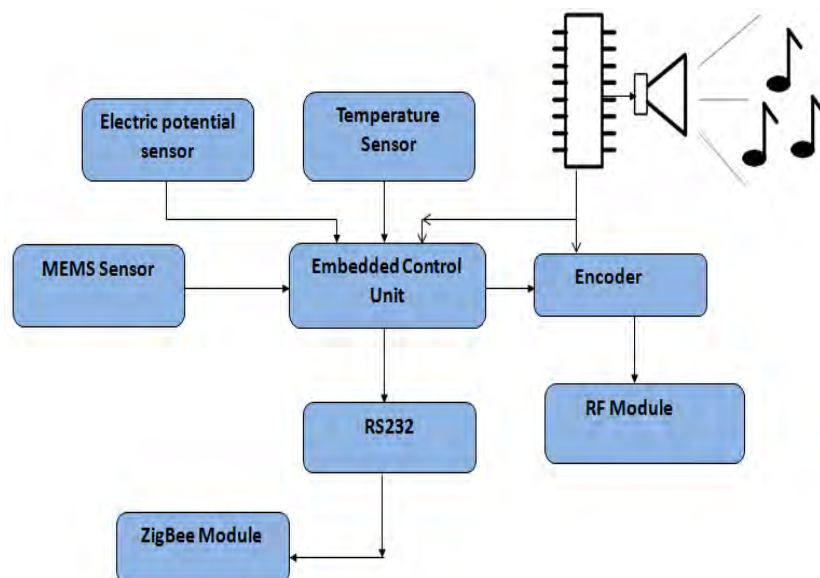 Electric potential
sensor
Temperature
Sensor
MEMS Sensor
Embedded Control
Unit
Encoder
RS232
RF Module
ZigBee Module